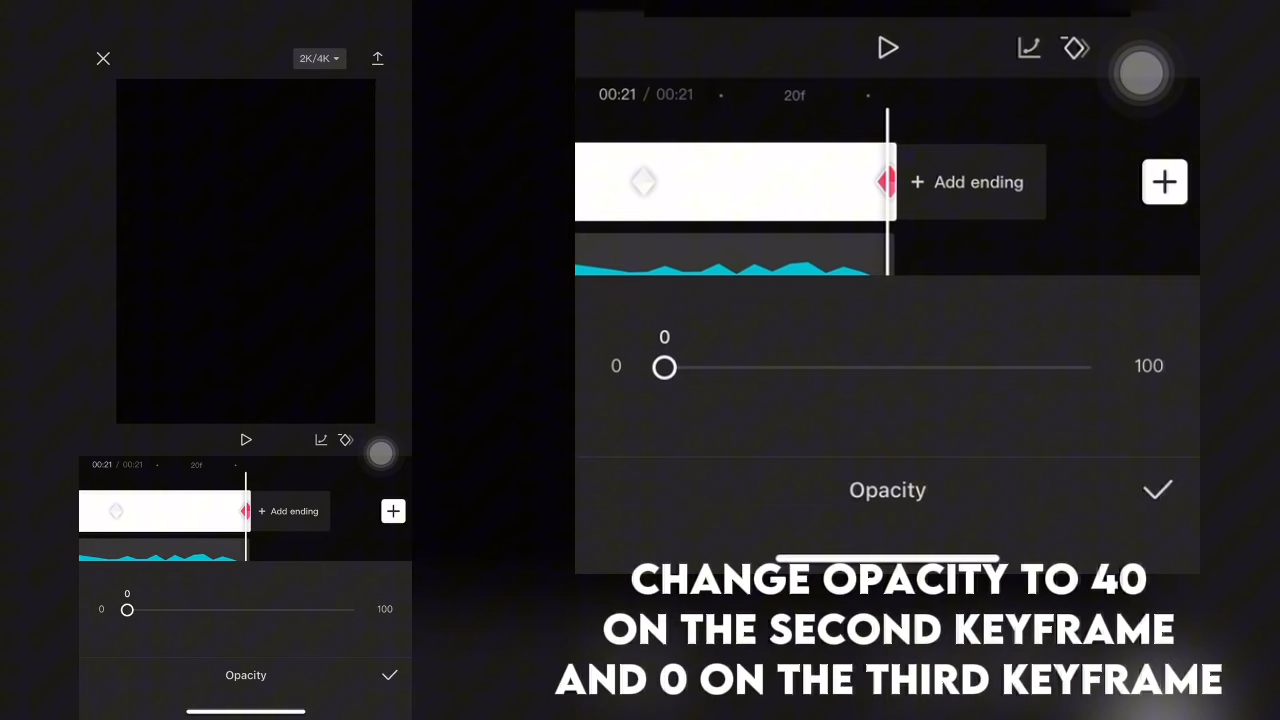 2K/4K
00:21 / 00:21
20f
+ Add ending
0
0
100
Opacity
00:21 / 00:21
20f
+ Add ending
0
0
100
Opacity
CHANGE OPACITY TO 40
ON THE SECOND KEYFRAME
AND 0 ON THE THIRD KEYFRAME